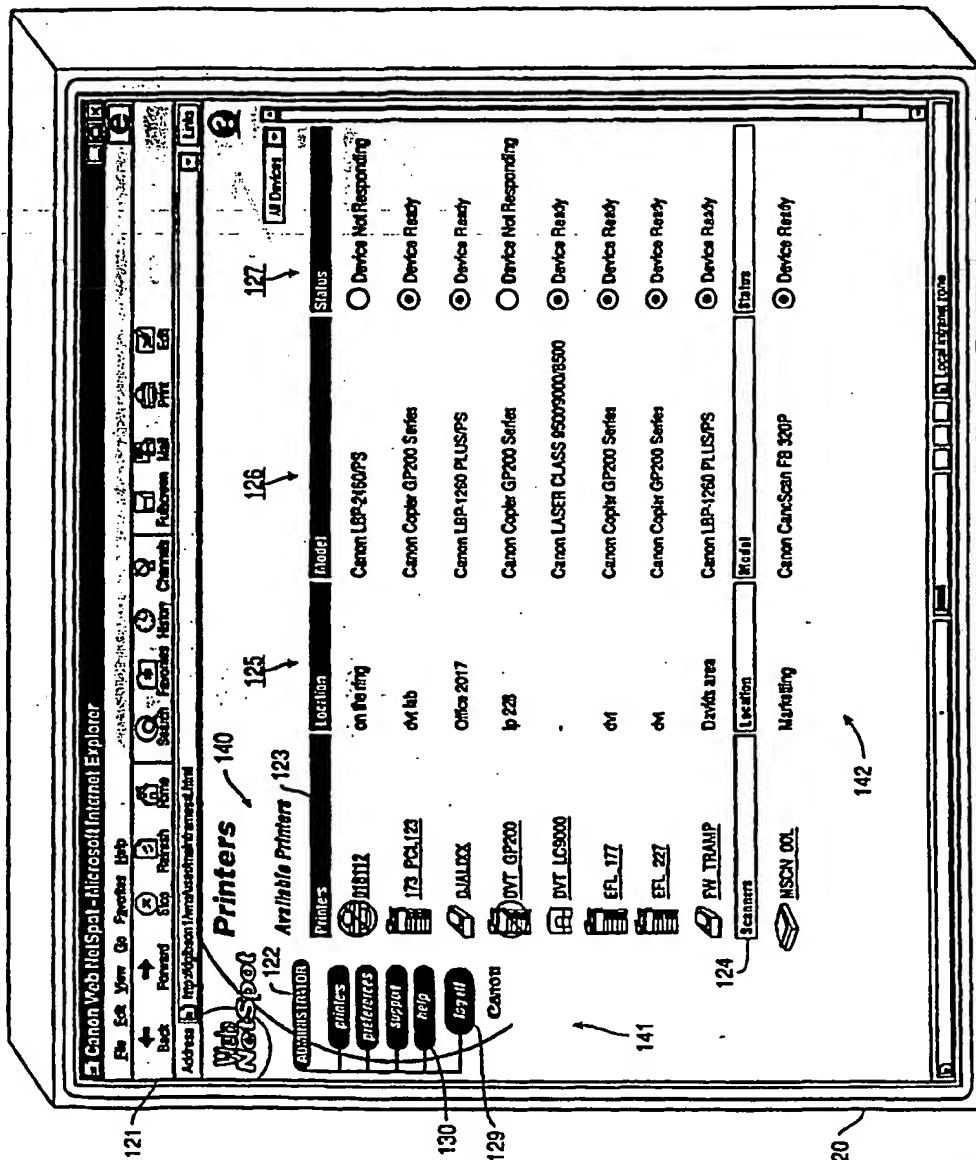 Canon Web NetSpot-Microsoft Internet Explorer
File Edit View Go Favorites Help
Back Forward Stop Refresh Home Search Favorites History Channels Fullscreen Mail Print Edit
Address Links
121
Web NetSpot
122
ADMINISTRATOR
printers
preferences
support
help
log off
Canon
130
129
141
20
Printers
140
Available Printers
123
125
126
127
All Devices
Printers Location Model Status
018112 on the ring Canon LBP-2460/PS Device Not Responding
173_PCL123 dvt lab Canon Copier GP200 Series Device Ready
DJALIXX Office 2017 Canon LBP-1260 PLUS/PS Device Ready
DVT_GP200 lp 228 Canon Copier GP200 Series Device Not Responding
DVT_LC9000 - Canon LASER CLASS 9500/9000/8500 Device Ready
EFL_177 dvt Canon Copier GP200 Series Device Ready
EFL_227 dvt Canon Copier GP200 Series Device Ready
FW_TRAMP Davids area Canon LBP-1260 PLUS/PS Device Ready
124
Scanners Location Model Status
MSCN_00L Marketing Canon CanoScan FB 320P Device Ready
142
Local intranet zone